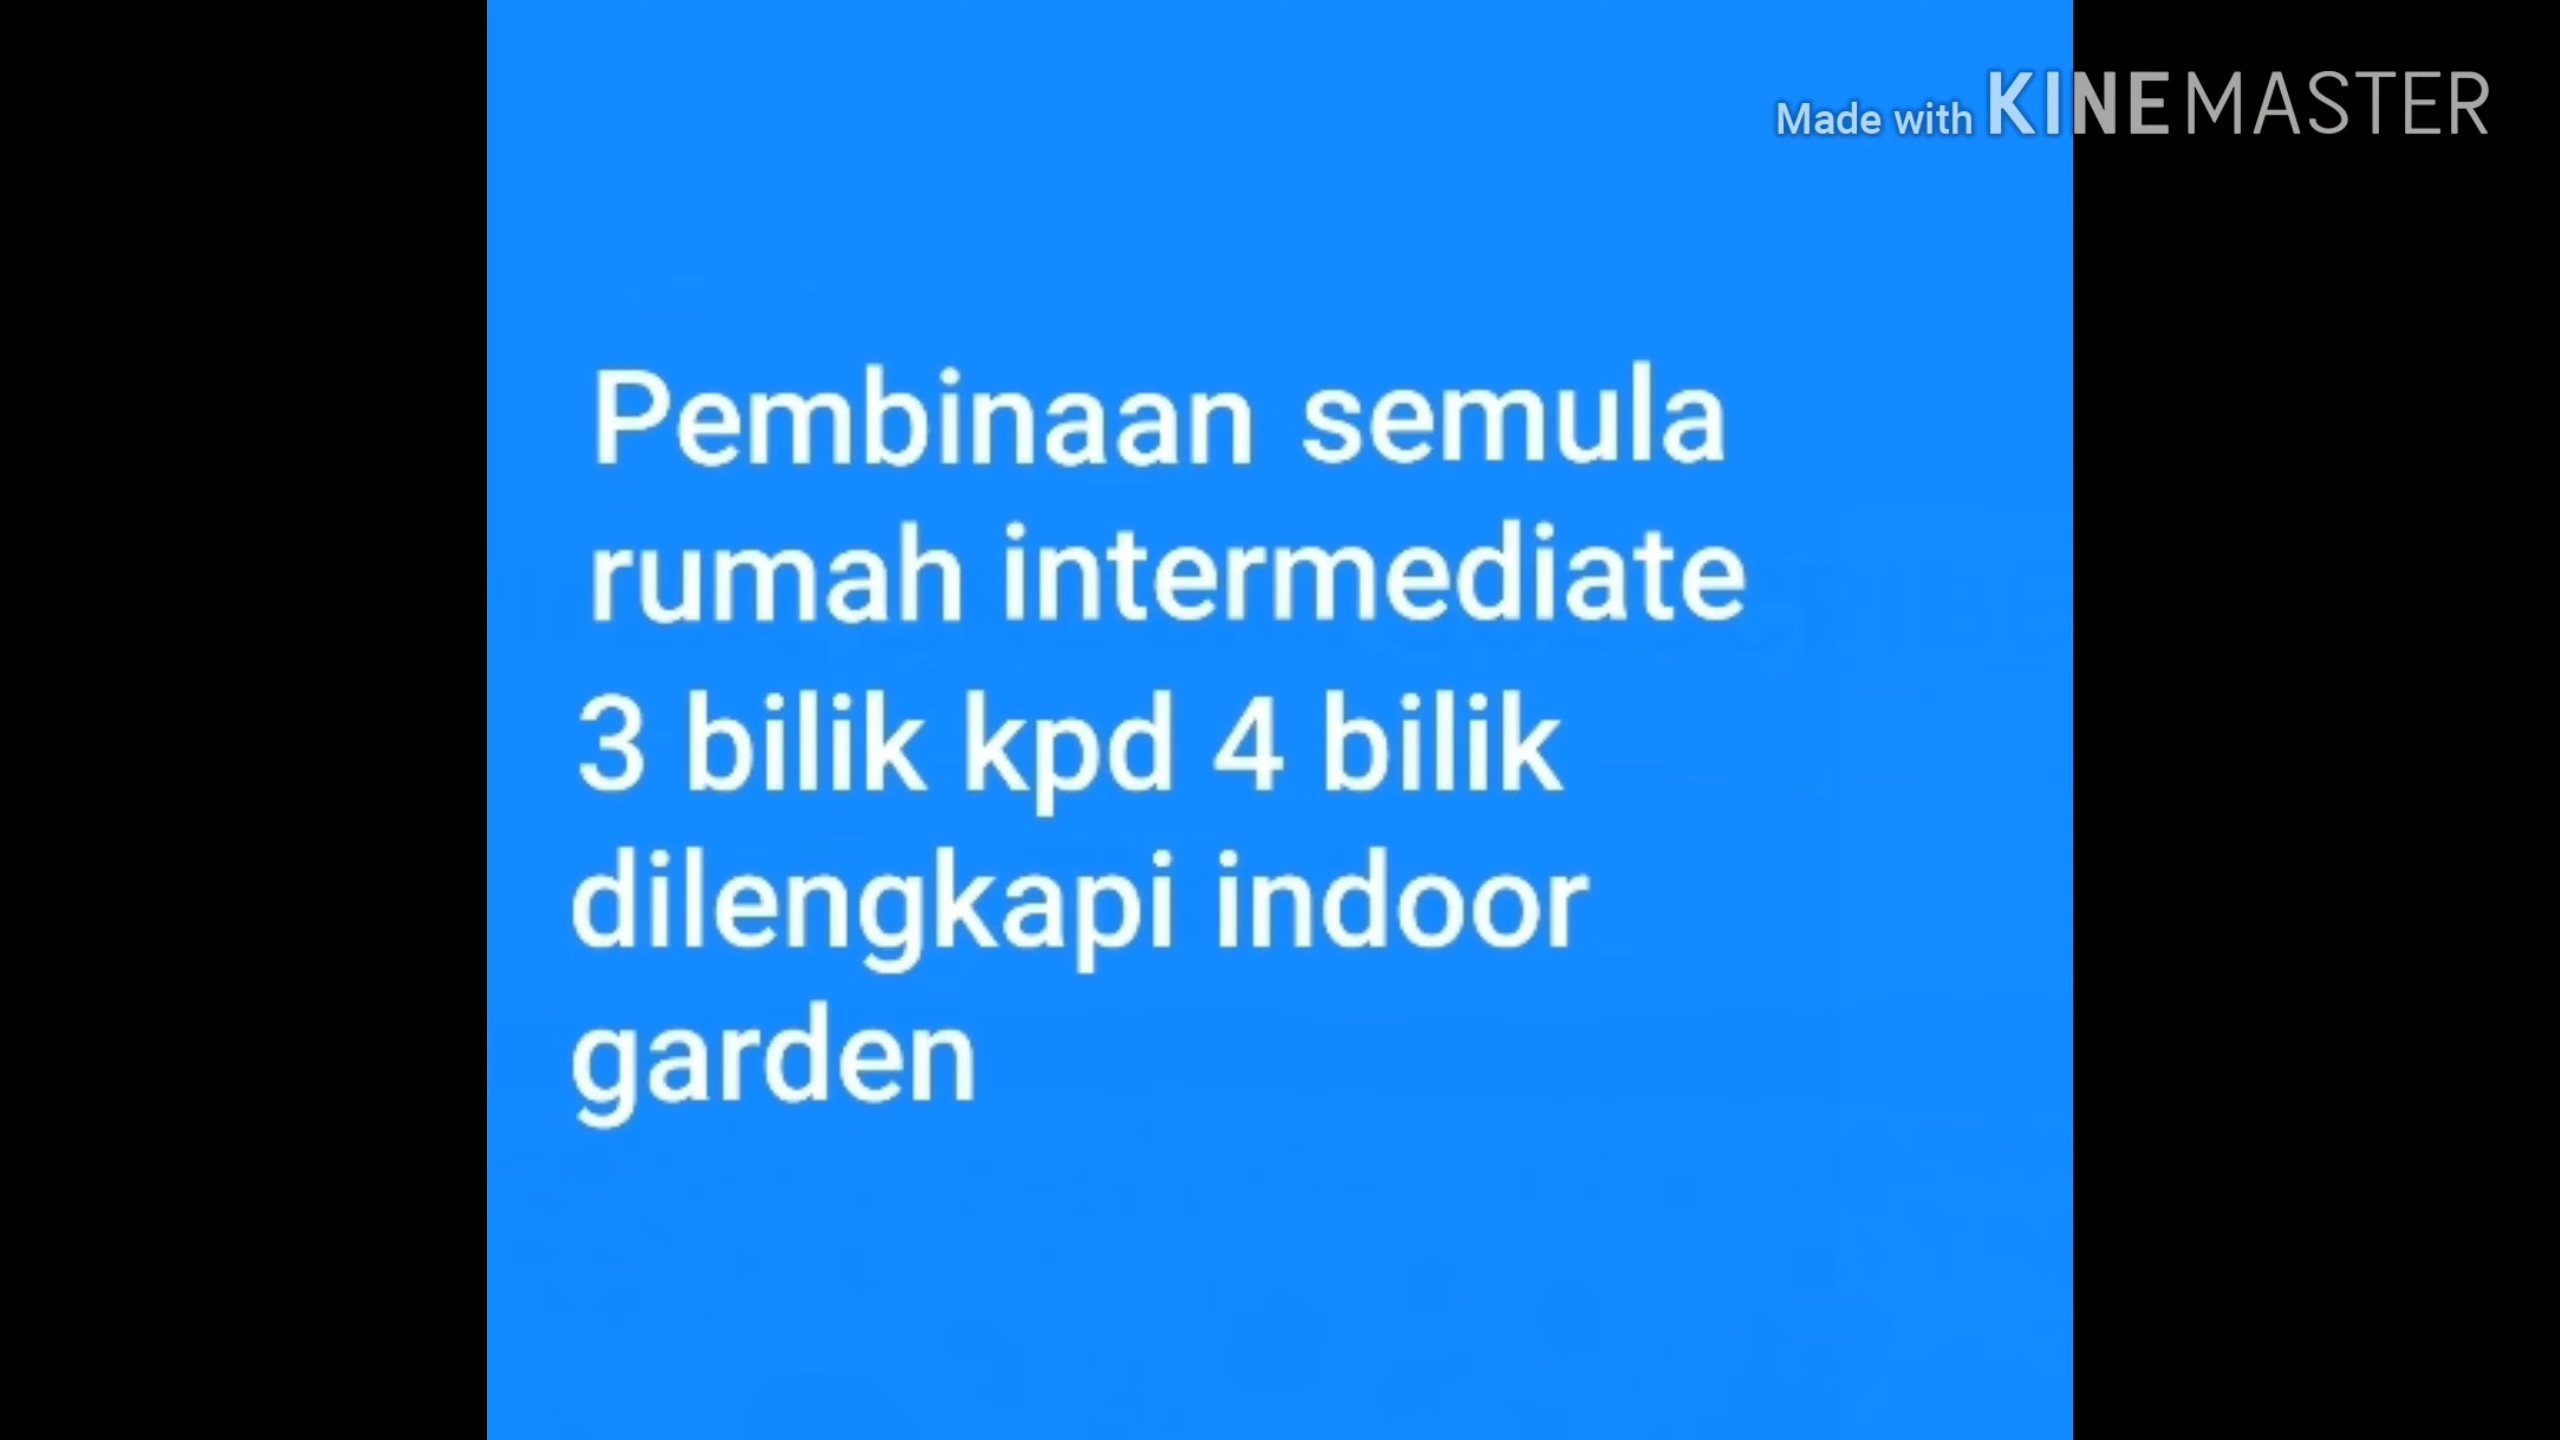 Made with KINEMASTER
Pembinaan semula
rumah intermediate
3 bilik kpd 4 bilik
dilengkapi indoor
garden